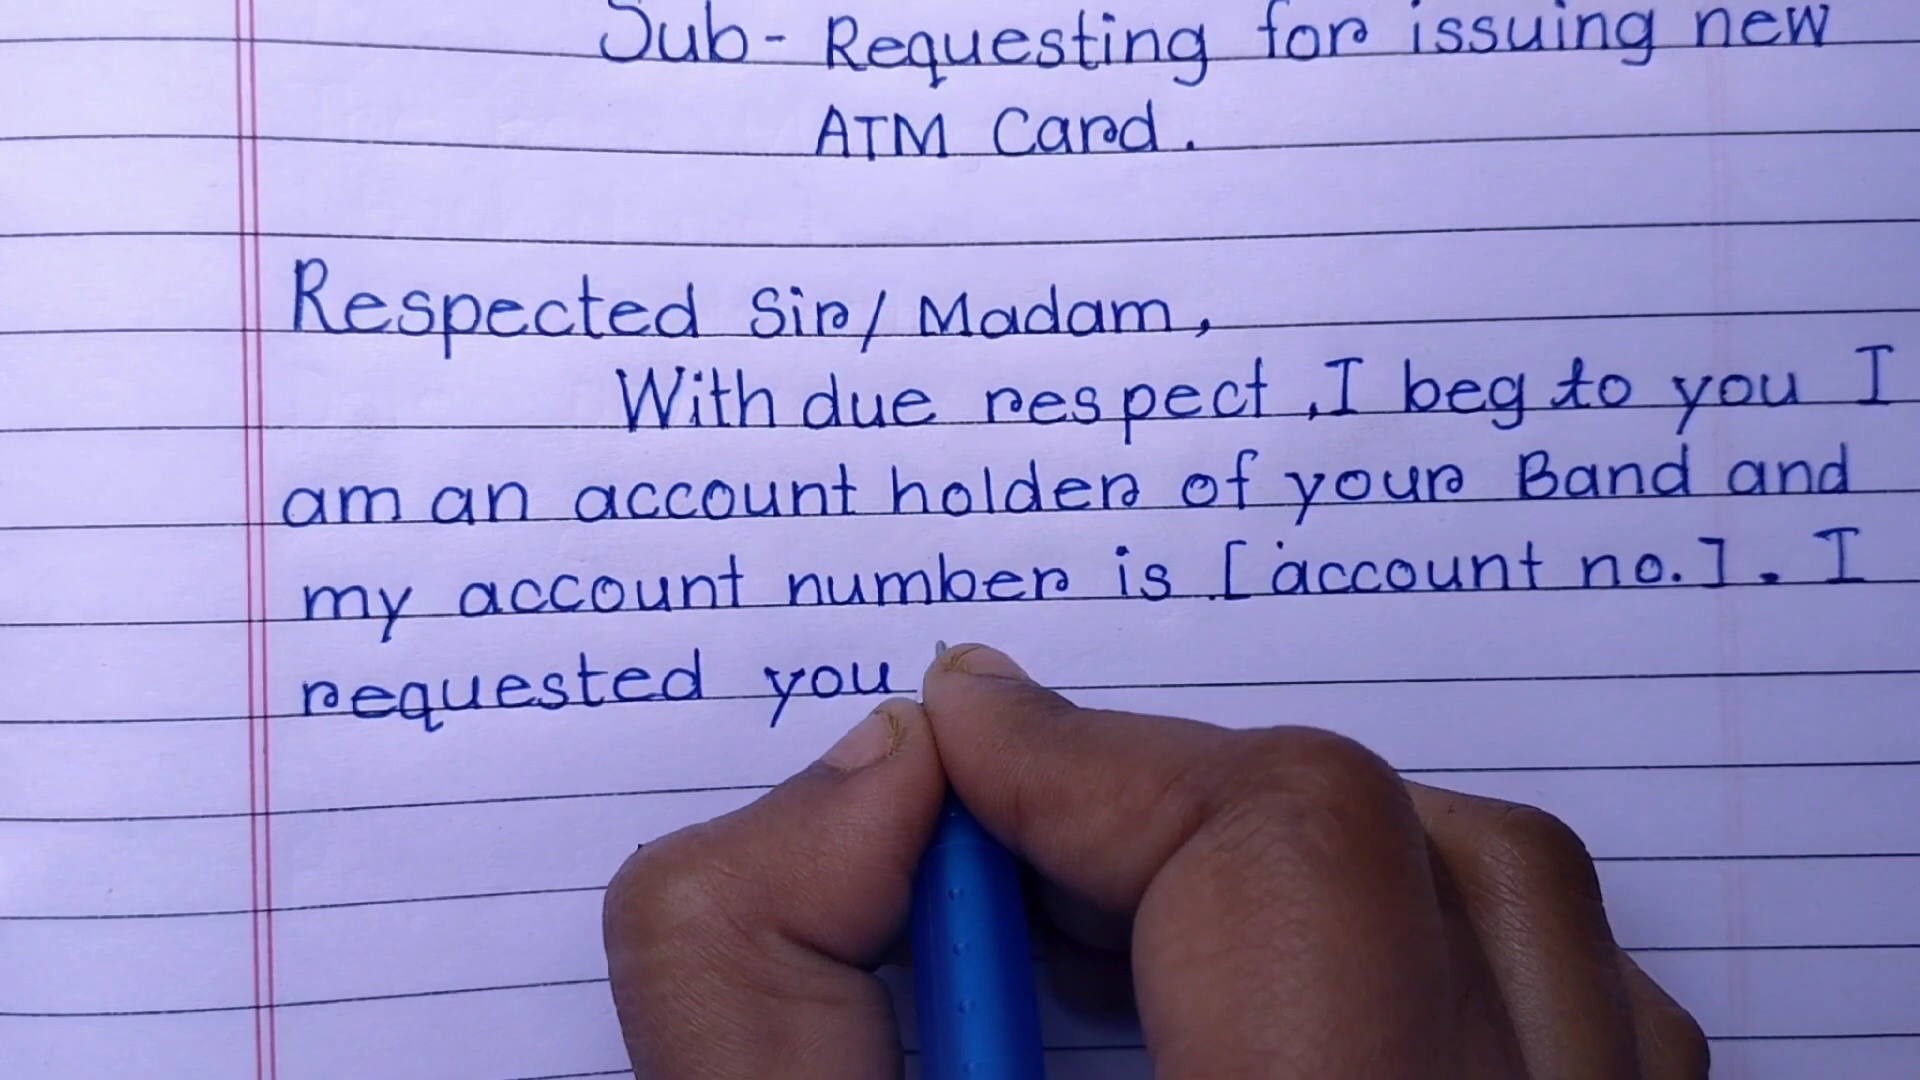 Sub- Requesting for issuing new
ATM Card.
Respected Sir/ Madam,
With due respect, I beg to you I
am an account holder of your Band and
my account number is [account no.]. I
requested you